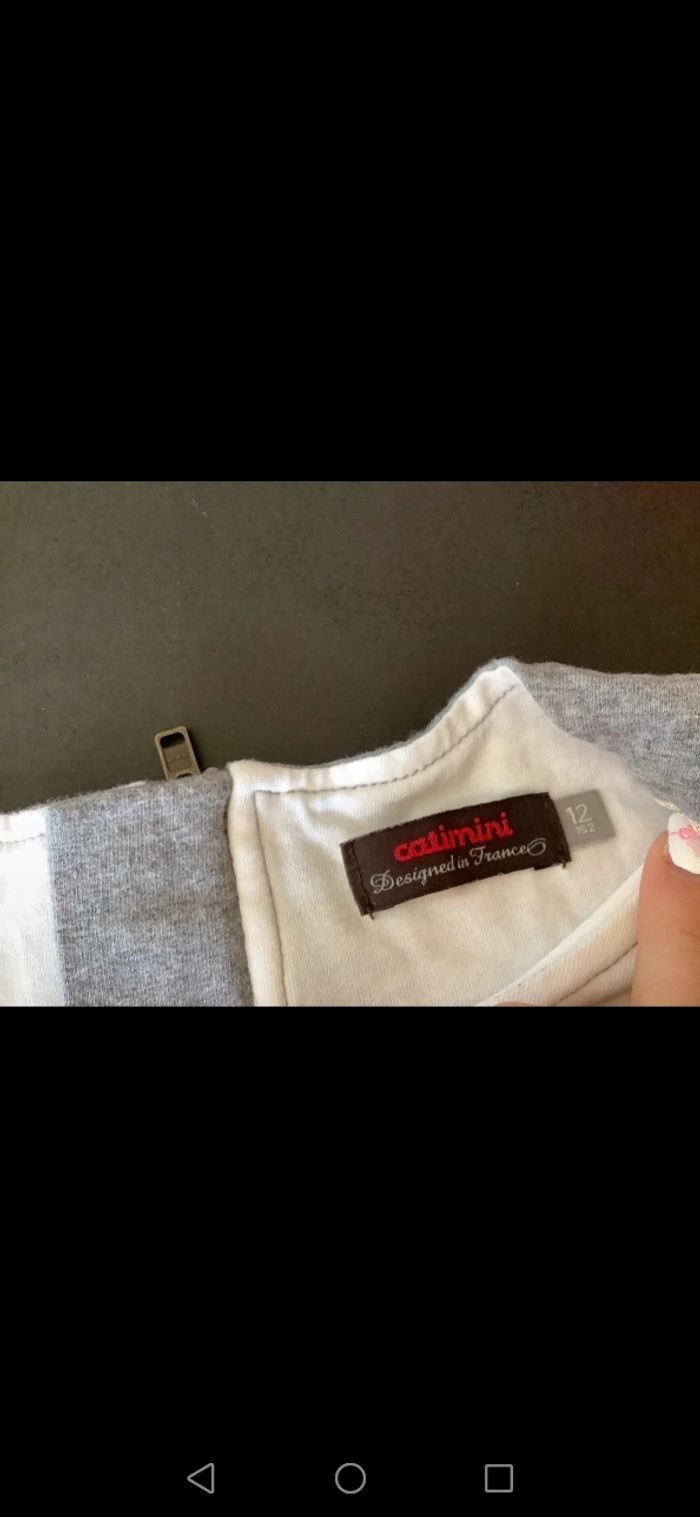 catimini
Designed in France
12
152